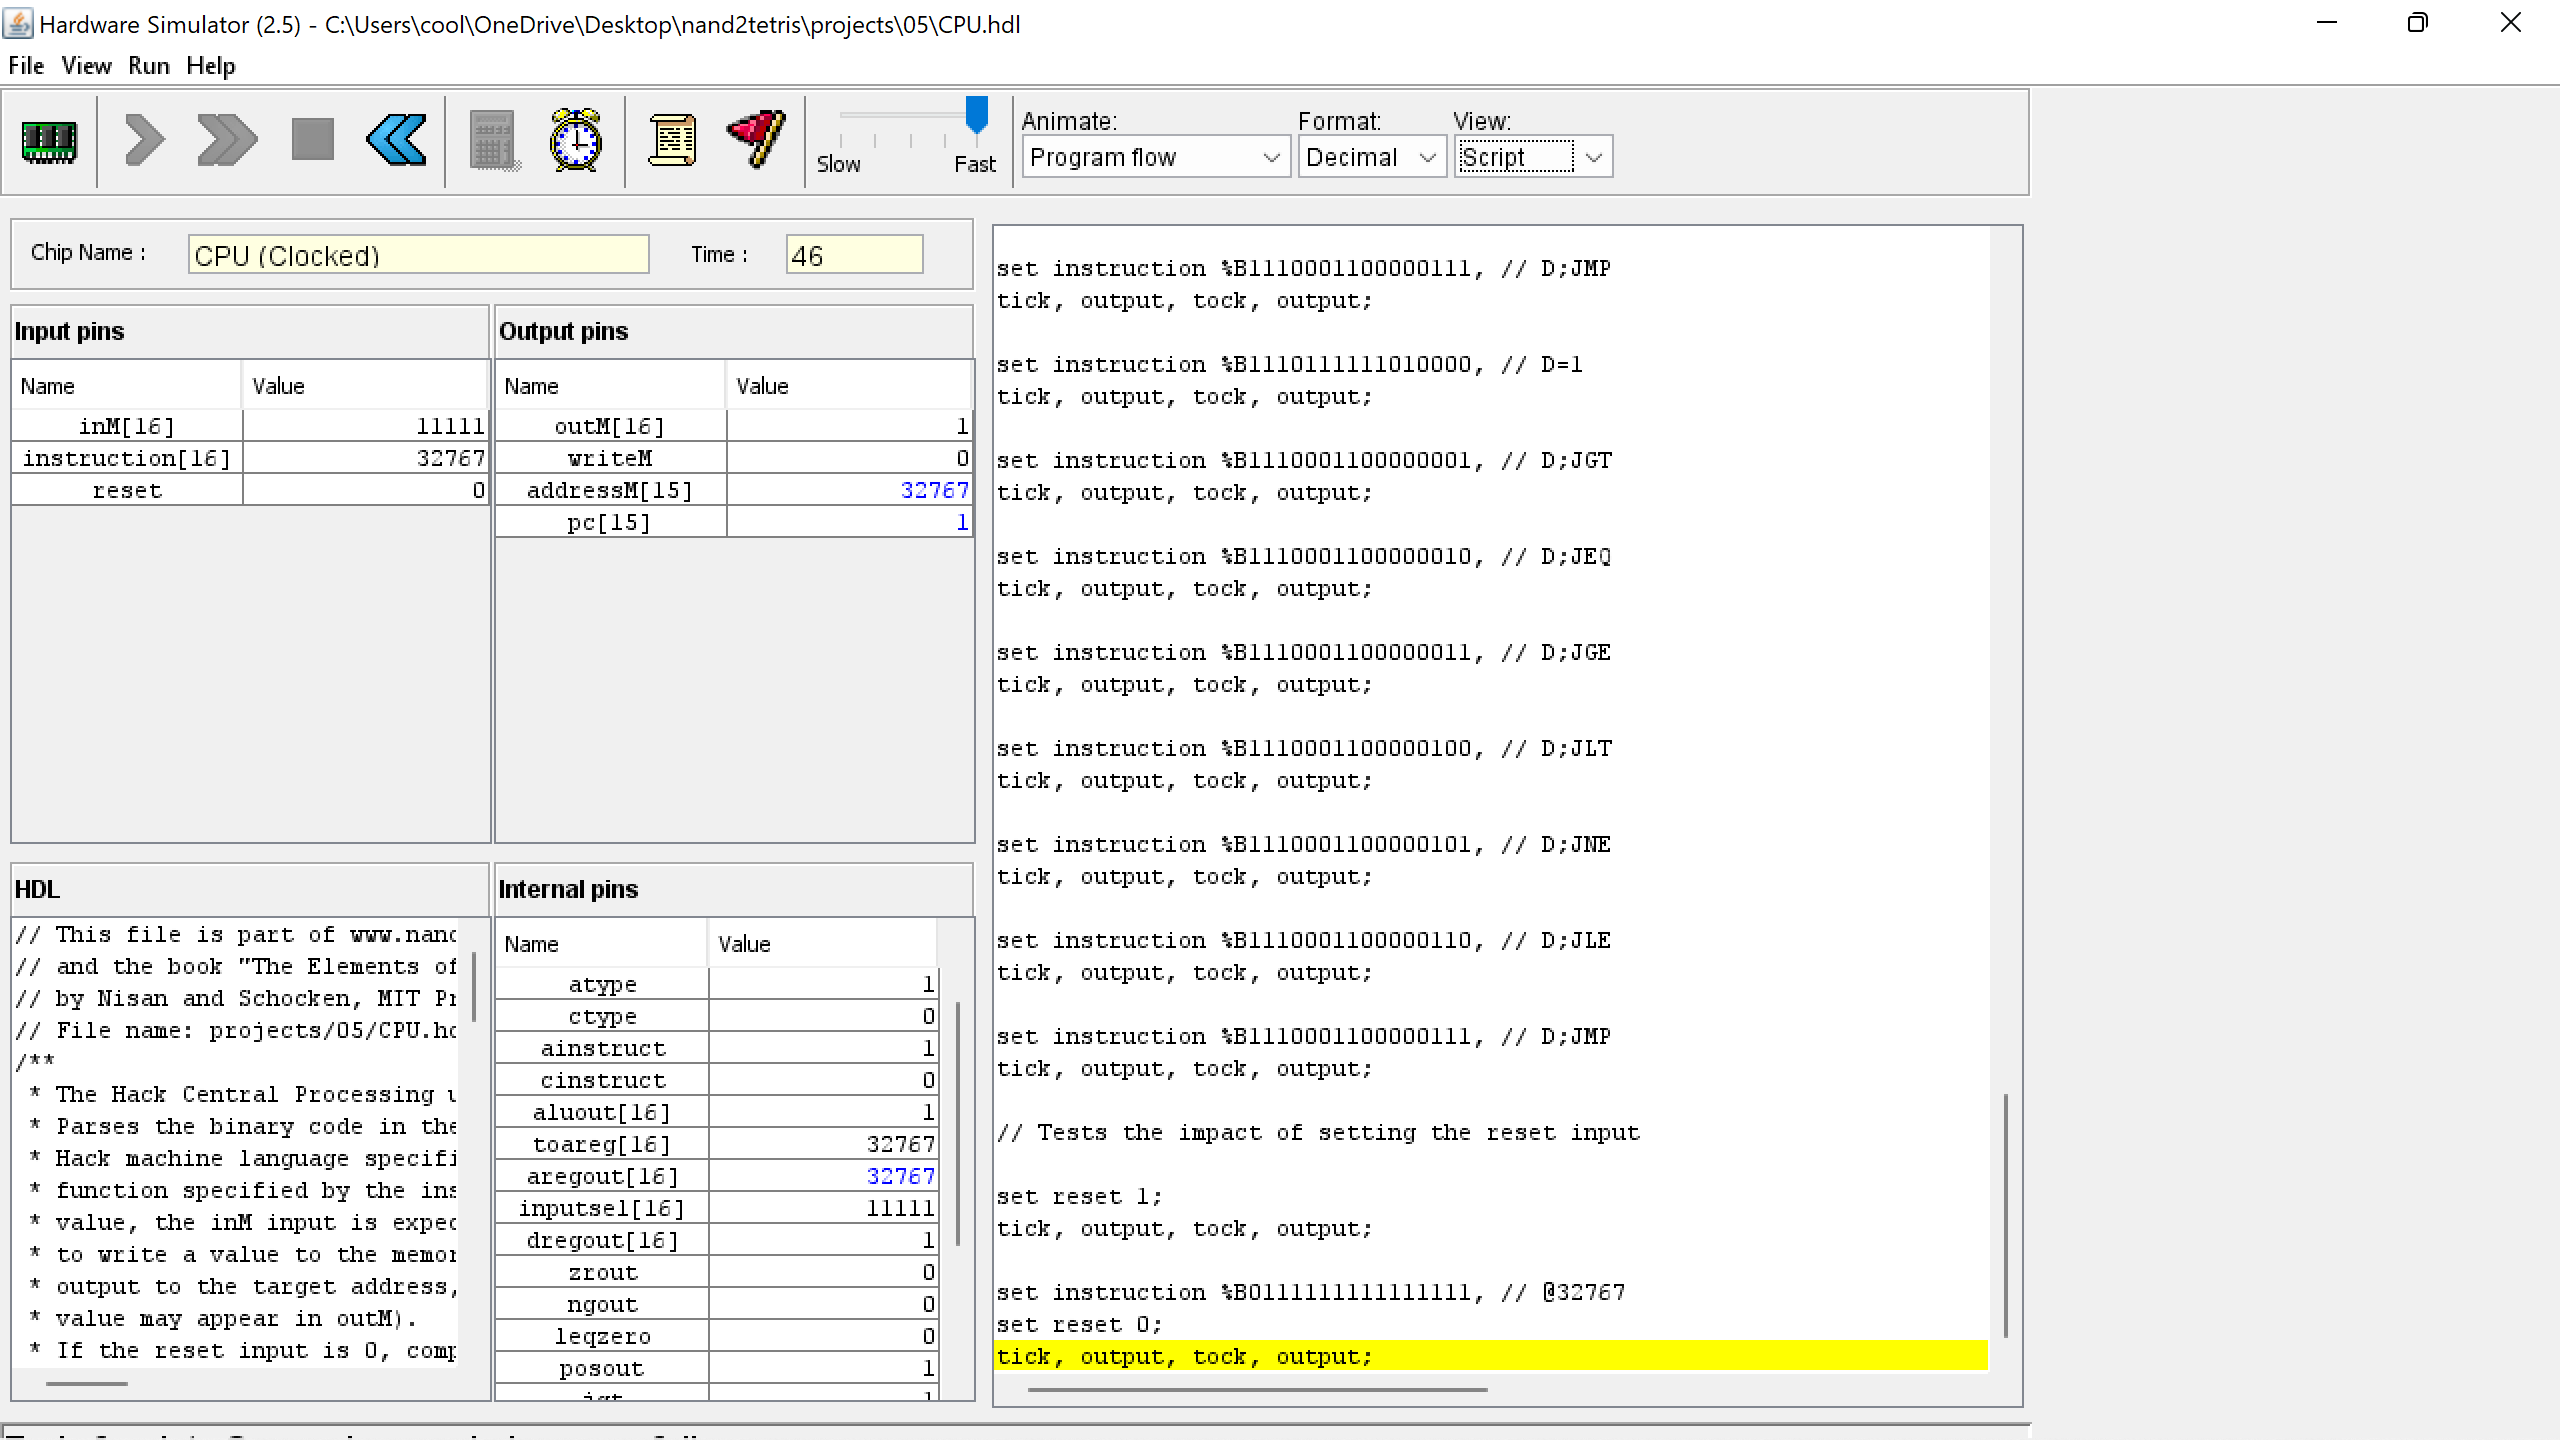 Hardware Simulator (2.5) - C:\Users\cool\OneDrive\Desktop\nand2tetris\projects\05\CPU.hdl
File View Run Help
Slow Fast
Animate: Format: View:
Program flow Decimal Script
Chip Name : CPU (Clocked) Time : 46
Input pins
Name Value
inM[16] 11111
instruction[16] 32767
reset 0
Output pins
Name Value
outM[16] 1
writeM 0
addressM[15] 32767
pc[15] 1
HDL
// This file is part of www.nand
// and the book "The Elements of
// by Nisan and Schocken, MIT Pr
// File name: projects/05/CPU.hd
/**
* The Hack Central Processing u
* Parses the binary code in the
* Hack machine language specifi
* function specified by the ins
* value, the inM input is expec
* to write a value to the memor
* output to the target address,
* value may appear in outM).
* If the reset input is 0, comp
Internal pins
Name Value
atype 1
ctype 0
ainstruct 1
cinstruct 0
aluout[16] 1
toareg[16] 32767
aregout[16] 32767
inputsel[16] 11111
dregout[16] 1
zrout 0
ngout 0
leqzero 0
posout 1
jgt 1
set instruction %B1110001100000111, // D;JMP
tick, output, tock, output;
set instruction %B1110111111010000, // D=1
tick, output, tock, output;
set instruction %B1110001100000001, // D;JGT
tick, output, tock, output;
set instruction %B1110001100000010, // D;JEQ
tick, output, tock, output;
set instruction %B1110001100000011, // D;JGE
tick, output, tock, output;
set instruction %B1110001100000100, // D;JLT
tick, output, tock, output;
set instruction %B1110001100000101, // D;JNE
tick, output, tock, output;
set instruction %B1110001100000110, // D;JLE
tick, output, tock, output;
set instruction %B1110001100000111, // D;JMP
tick, output, tock, output;
// Tests the impact of setting the reset input
set reset 1;
tick, output, tock, output;
set instruction %B0111111111111111, // @32767
set reset 0;
tick, output, tock, output;